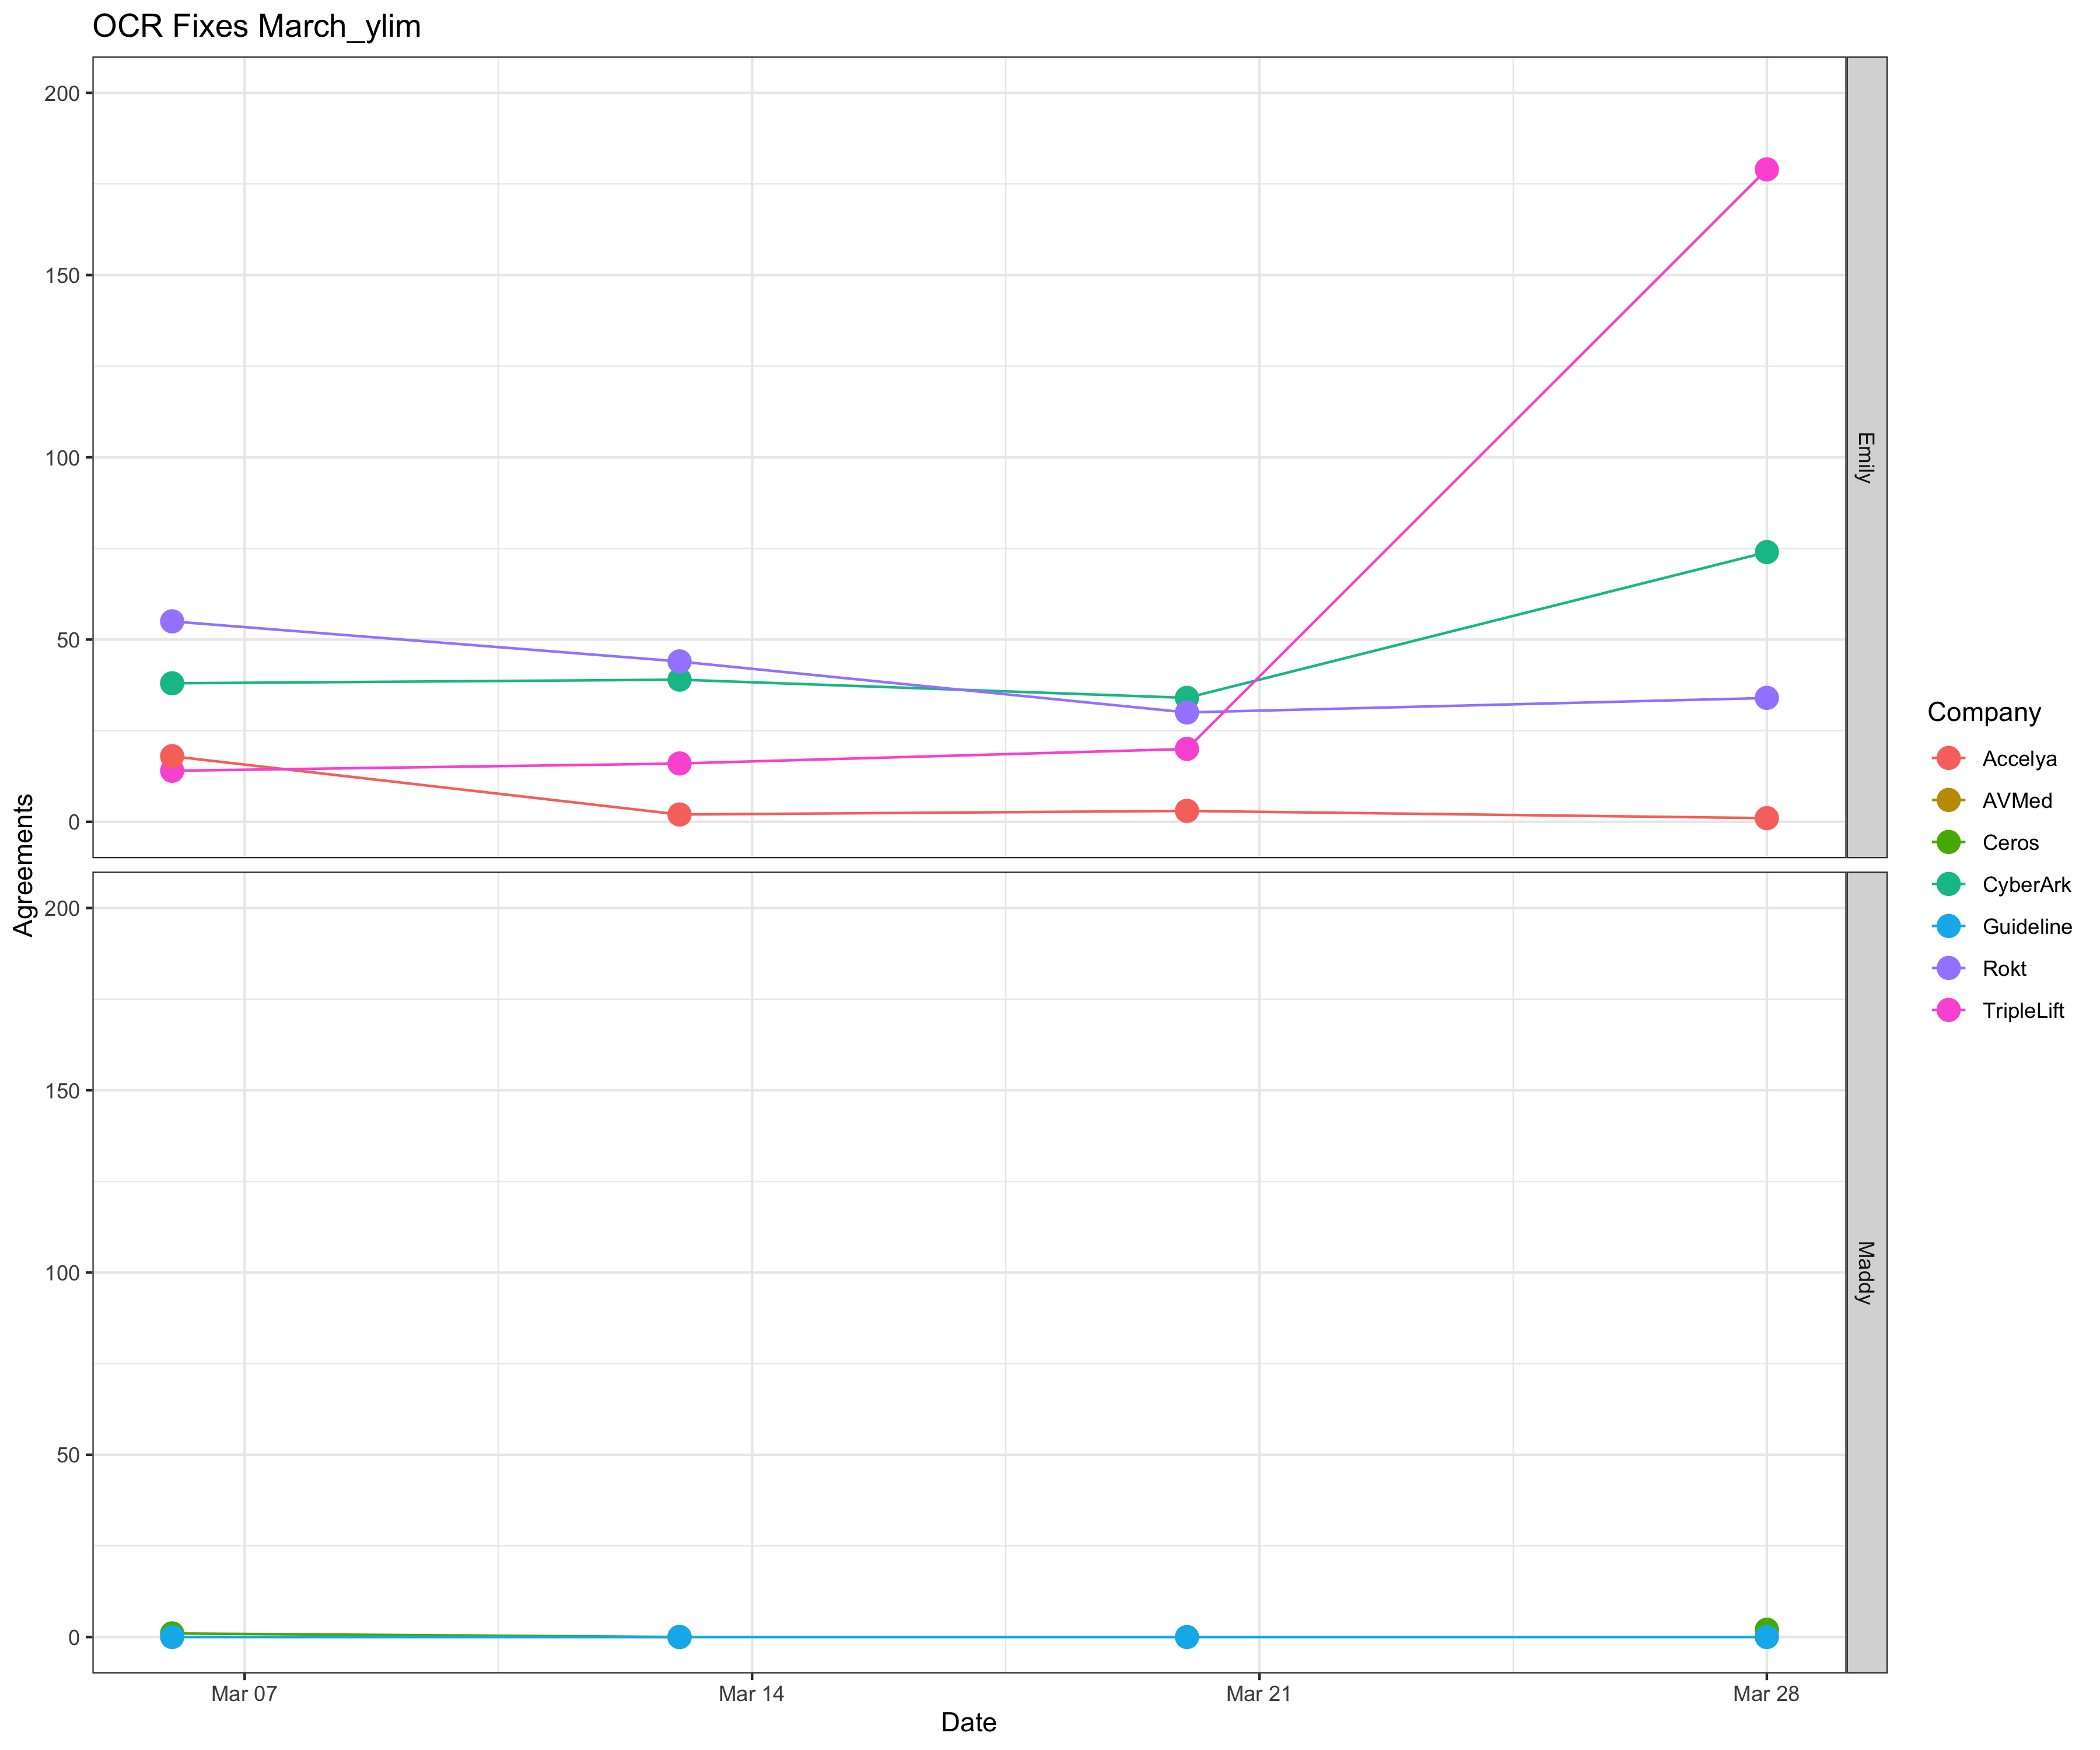 OCR Fixes March_ylim
Agreements
200
150
100
50
0
Emily
200
150
100
50
0
Maddy
Mar 07
Mar 14
Mar 21
Mar 28
Date
Company
Accelya
AVMed
Ceros
CyberArk
Guideline
Rokt
TripleLift